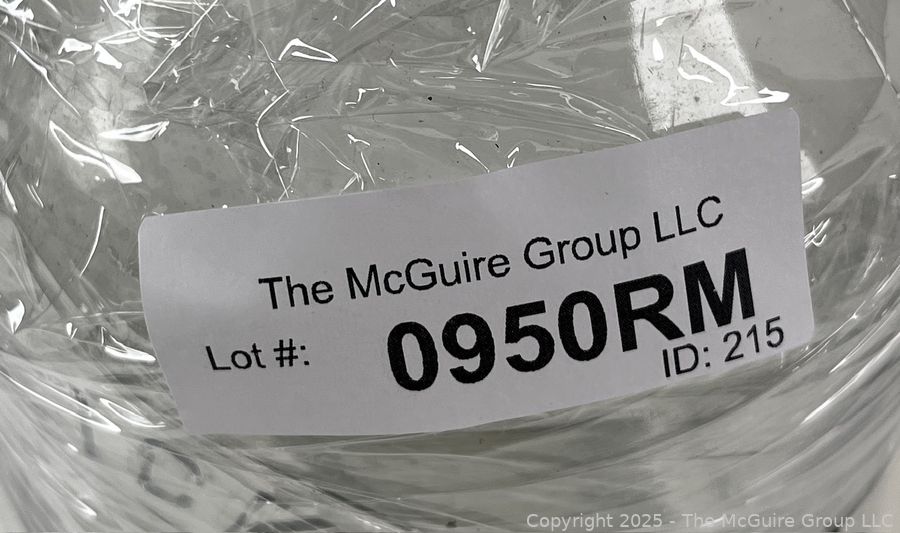 The McGuire Group LLC
Lot #: 0950RM
ID: 215
Copyright 2025 - The McGuire Group LLC